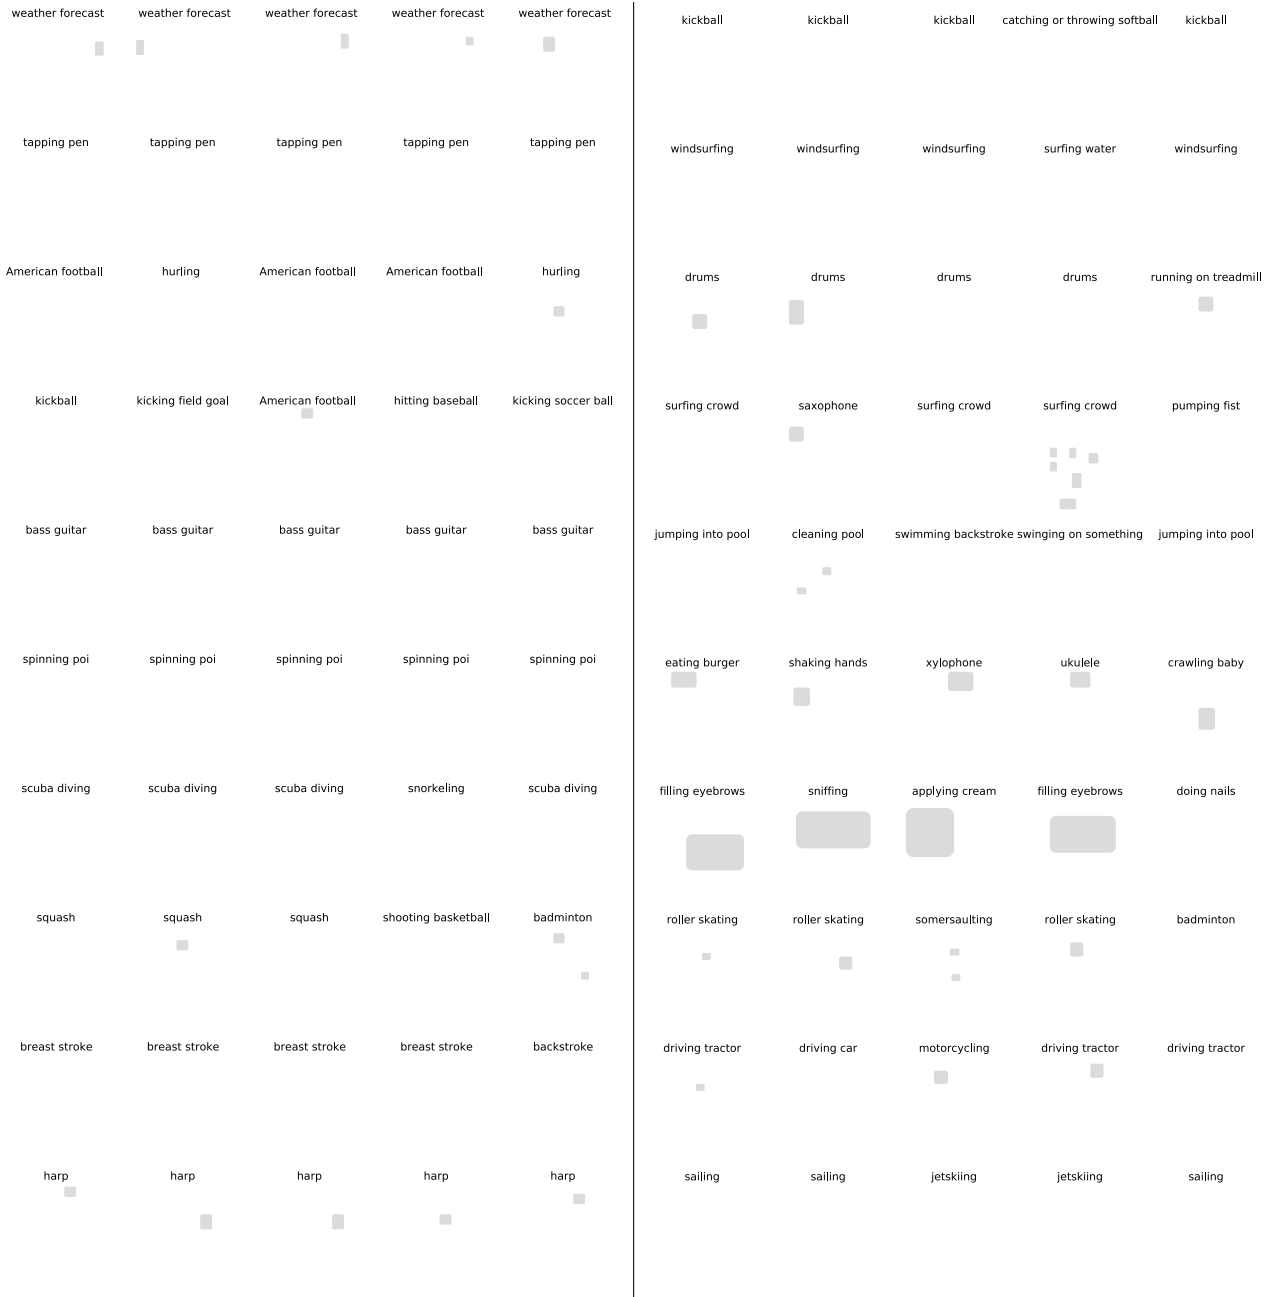 weather forecast weather forecast weather forecast weather forecast weather forecast
tapping pen tapping pen tapping pen tapping pen tapping pen
American football hurling American football American football hurling
kickball kicking field goal American football hitting baseball kicking soccer ball
bass guitar bass guitar bass guitar bass guitar bass guitar
spinning poi spinning poi spinning poi spinning poi spinning poi
scuba diving scuba diving scuba diving snorkeling scuba diving
squash squash squash shooting basketball badminton
breast stroke breast stroke breast stroke breast stroke backstroke
harp harp harp harp harp
kickball kickball kickball catching or throwing softball kickball
windsurfing windsurfing windsurfing surfing water windsurfing
drums drums drums drums running on treadmill
surfing crowd saxophone surfing crowd surfing crowd pumping fist
jumping into pool cleaning pool swimming backstroke swinging on something jumping into pool
eating burger shaking hands xylophone ukulele crawling baby
filling eyebrows sniffing applying cream filling eyebrows doing nails
roller skating roller skating somersaulting roller skating badminton
driving tractor driving car motorcycling driving tractor driving tractor
sailing sailing jetskiing jetskiing sailing